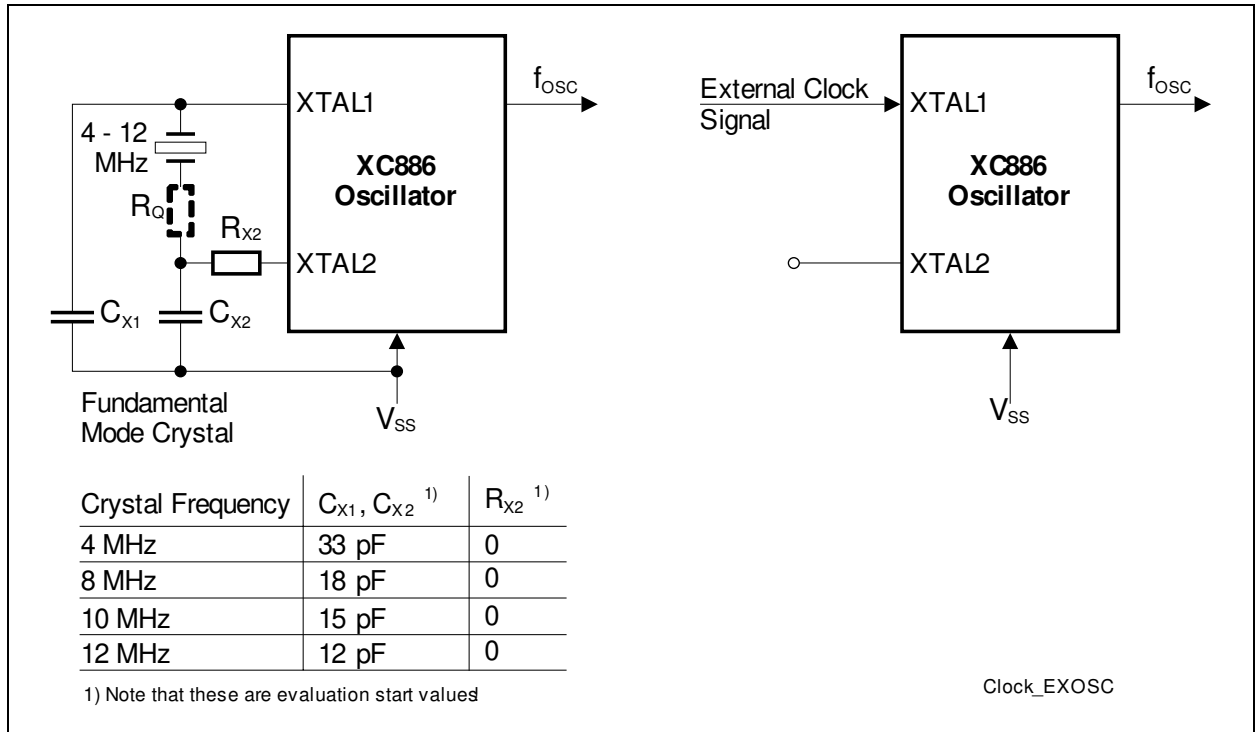 XTAL1
fOSC
4 - 12
MHz
XC886
Oscillator
RQ
RX2
XTAL2
CX1
CX2
Fundamental
Mode Crystal
VSS
External Clock
Signal
XTAL1
fOSC
XC886
Oscillator
XTAL2
VSS
Crystal Frequency CX1, CX2 1) RX2 1)
4 MHz 33 pF 0
8 MHz 18 pF 0
10 MHz 15 pF 0
12 MHz 12 pF 0
1) Note that these are evaluation start values!
Clock_EXOSC